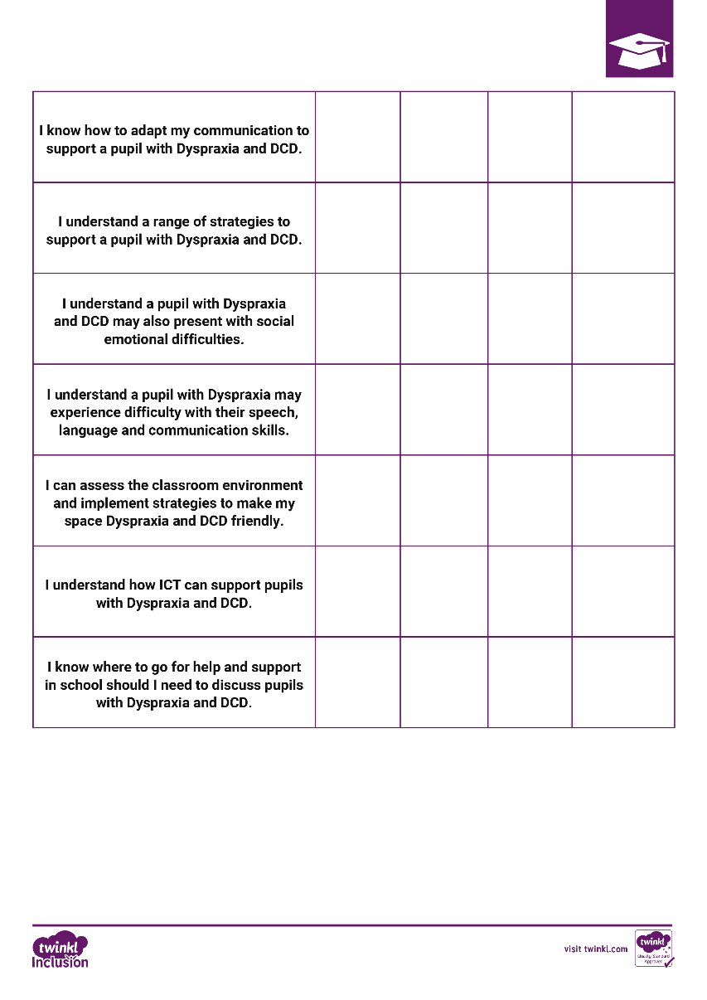 I know how to adapt my communication to
support a pupil with Dyspraxia and DCD.
I understand a range of strategies to
support a pupil with Dyspraxia and DCD.
I understand a pupil with Dyspraxia
and DCD may also present with social
emotional difficulties.
I understand a pupil with Dyspraxia may
experience difficulty with their speech,
language and communication skills.
I can assess the classroom environment
and implement strategies to make my
space Dyspraxia and DCD friendly.
I understand how ICT can support pupils
with Dyspraxia and DCD.
I know where to go for help and support
in school should I need to discuss pupils
with Dyspraxia and DCD.
twinkl
Inclusion
visit twinkl.com
twinkl
Quality Standard
Approved